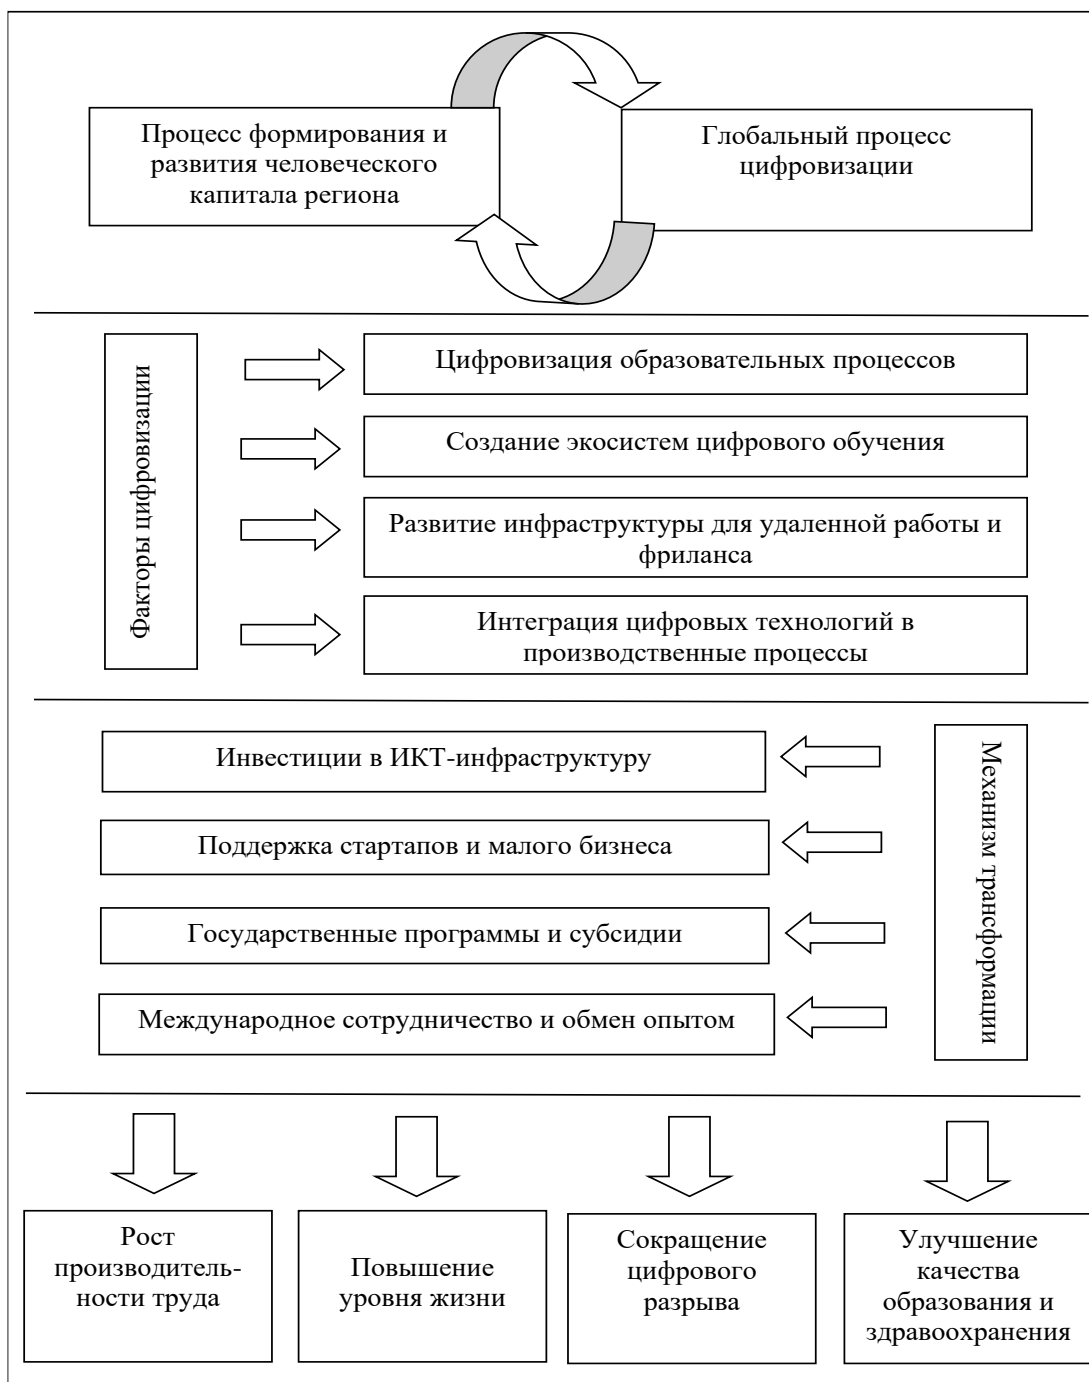 Процесс формирования и
развития человеческого
капитала региона
Глобальный процесс
цифровизации
Факторы цифровизации
Цифровизация образовательных процессов
Создание экосистем цифрового обучения
Развитие инфраструктуры для удаленной работы и
фриланса
Интеграция цифровых технологий в
производственные процессы
Инвестиции в ИКТ-инфраструктуру
Поддержка стартапов и малого бизнеса
Государственные программы и субсидии
Международное сотрудничество и обмен опытом
Механизм трансформации
Рост
производитель-
ности труда
Повышение
уровня жизни
Сокращение
цифрового
разрыва
Улучшение
качества
образования и
здравоохранения